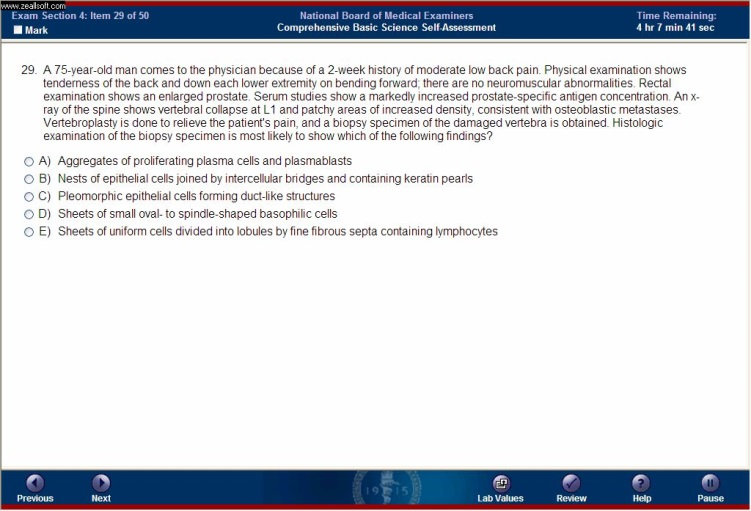 www.zeallsoft.com
Exam Section 4: Item 29 of 50
National Board of Medical Examiners
Time Remaining:
Mark
Comprehensive Basic Science Self-Assessment
4 hr 7 min 41 sec
29. A 75-year-old man comes to the physician because of a 2-week history of moderate low back pain. Physical examination shows
tenderness of the back and down each lower extremity on bending forward; there are no neuromuscular abnormalities. Rectal
examination shows an enlarged prostate. Serum studies show a markedly increased prostate-specific antigen concentration. An x-
ray of the spine shows vertebral collapse at L1 and patchy areas of increased density, consistent with osteoblastic metastases.
Vertebroplasty is done to relieve the patient's pain, and a biopsy specimen of the damaged vertebra is obtained. Histologic
examination of the biopsy specimen is most likely to show which of the following findings?
A) Aggregates of proliferating plasma cells and plasmablasts
B) Nests of epithelial cells joined by intercellular bridges and containing keratin pearls
C) Pleomorphic epithelial cells forming duct-like structures
D) Sheets of small oval- to spindle-shaped basophilic cells
E) Sheets of uniform cells divided into lobules by fine fibrous septa containing lymphocytes
1915
Previous
Next
Lab Values
Review
Help
Pause